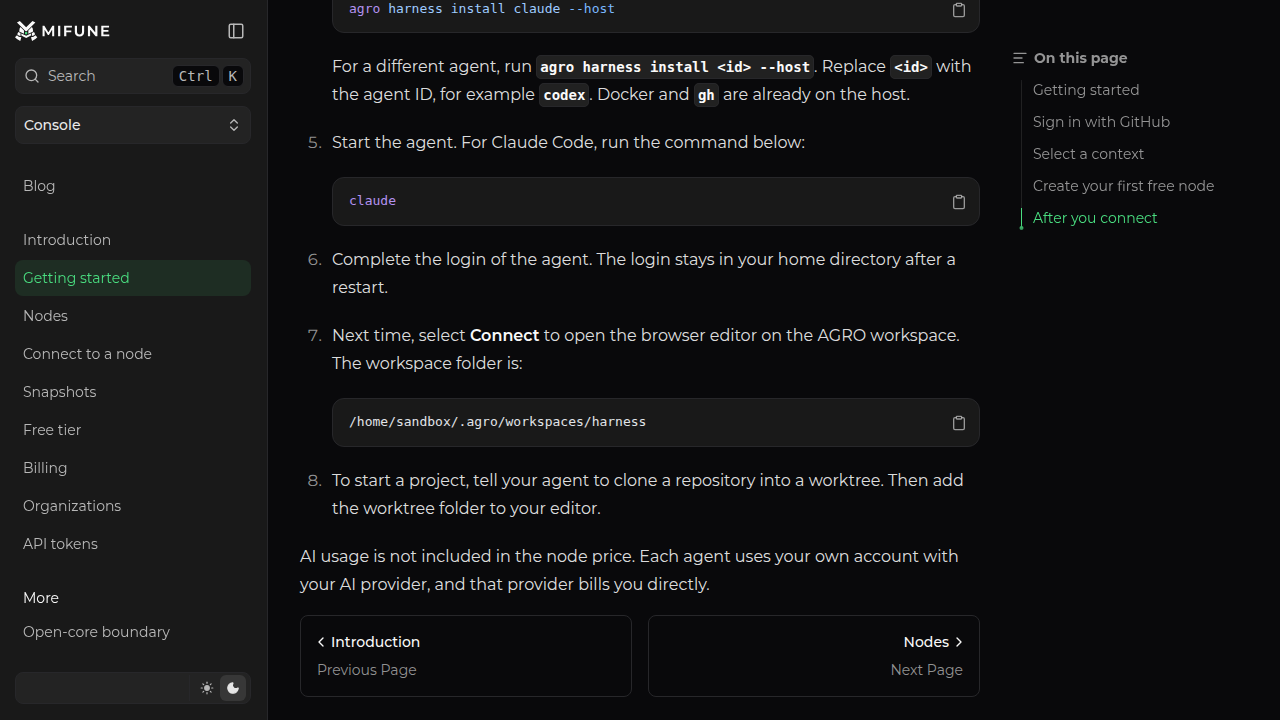 MIFUNE
Search Ctrl K
Console
Blog
Introduction
Getting started
Nodes
Connect to a node
Snapshots
Free tier
Billing
Organizations
API tokens
More
Open-core boundary
agro harness install claude --host
For a different agent, run agro harness install <id> --host. Replace <id> with
the agent ID, for example codex. Docker and gh are already on the host.
5. Start the agent. For Claude Code, run the command below:
claude
6. Complete the login of the agent. The login stays in your home directory after a
restart.
7. Next time, select Connect to open the browser editor on the AGRO workspace.
The workspace folder is:
/home/sandbox/.agro/workspaces/harness
8. To start a project, tell your agent to clone a repository into a worktree. Then add
the worktree folder to your editor.
AI usage is not included in the node price. Each agent uses your own account with
your AI provider, and that provider bills you directly.
Introduction
Previous Page
Nodes
Next Page
On this page
Getting started
Sign in with GitHub
Select a context
Create your first free node
After you connect